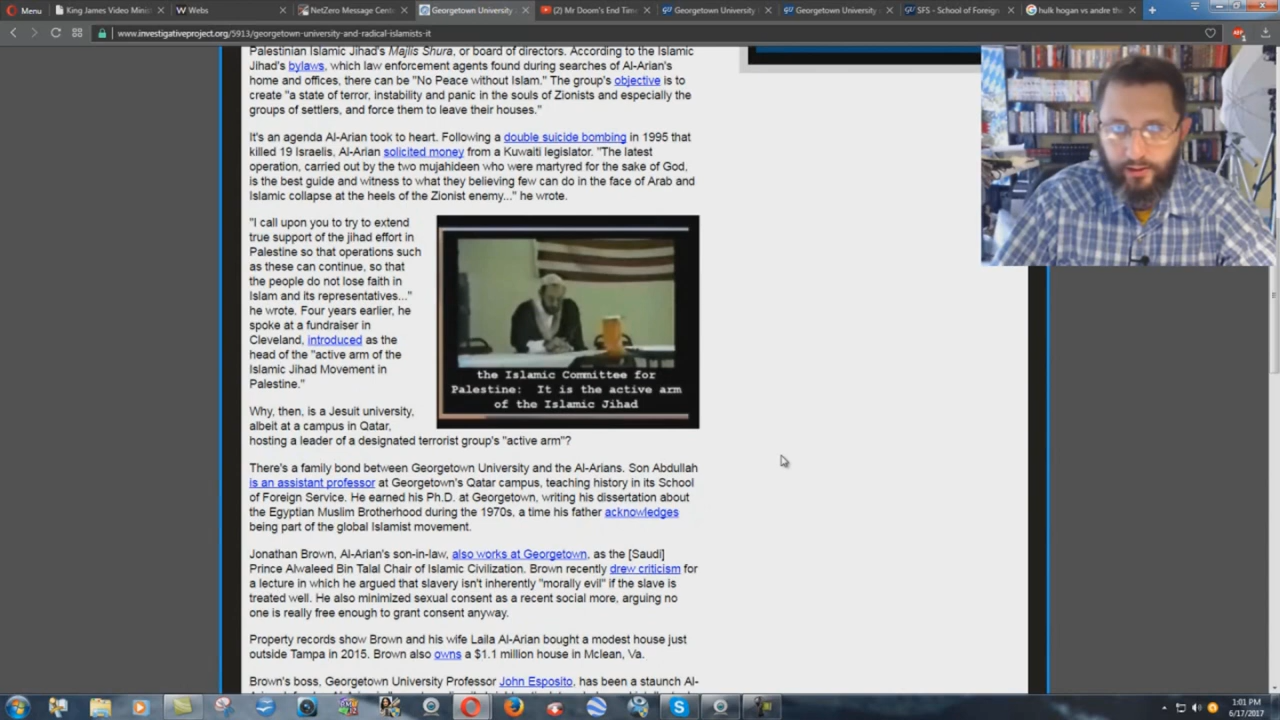 King James Video Minist
Webs
NetZero Message Cente
Georgetown University
Mr Doom's End Time
Georgetown University
Georgetown University
SFS - School of Foreign
hulk hogan vs andre th
Menu
www.investigativeproject.org/5913/georgetown-university-and-radical-islamists-it
Palestinian Islamic Jihad's Majlis Shura, or board of directors. According to the Islamic
Jihad's bylaws, which law enforcement agents found during searches of Al-Arian's
home and offices, there can be "No Peace without Islam." The group's objective is to
create "a state of terror, instability and panic in the souls of Zionists and especially the
groups of settlers, and force them to leave their houses."
It's an agenda Al-Arian took to heart. Following a double suicide bombing in 1995 that
killed 19 Israelis, Al-Arian solicited money from a Kuwaiti legislator. "The latest
operation, carried out by the two mujahideen who were martyred for the sake of God,
is the best guide and witness to what they believing few can do in the face of Arab and
Islamic collapse at the heels of the Zionist enemy..." he wrote.
"I call upon you to try to extend
true support of the jihad effort in
Palestine so that operations such
as these can continue, so that
the people do not lose faith in
Islam and its representatives..."
he wrote. Four years earlier, he
spoke at a fundraiser in
Cleveland, introduced as the
head of the "active arm of the
Islamic Jihad Movement in
Palestine."
the Islamic Committee for
Palestine: It is the active arm
of the Islamic Jihad
Why, then, is a Jesuit university,
albeit at a campus in Qatar,
hosting a leader of a designated terrorist group's "active arm"?
There's a family bond between Georgetown University and the Al-Arians. Son Abdullah
is an assistant professor at Georgetown's Qatar campus, teaching history in its School
of Foreign Service. He earned his Ph.D. at Georgetown, writing his dissertation about
the Egyptian Muslim Brotherhood during the 1970s, a time his father acknowledges
being part of the global Islamist movement.
Jonathan Brown, Al-Arian's son-in-law, also works at Georgetown, as the [Saudi]
Prince Alwaleed Bin Talal Chair of Islamic Civilization. Brown recently drew criticism for
a lecture in which he argued that slavery isn't inherently "morally evil" if the slave is
treated well. He also minimized sexual consent as a recent social more, arguing no
one is really free enough to grant consent anyway.
Property records show Brown and his wife Laila Al-Arian bought a modest house just
outside Tampa in 2015. Brown also owns a $1.1 million house in Mclean, Va.
Brown's boss, Georgetown University Professor John Esposito, has been a staunch Al-
1:01 PM
6/17/2017